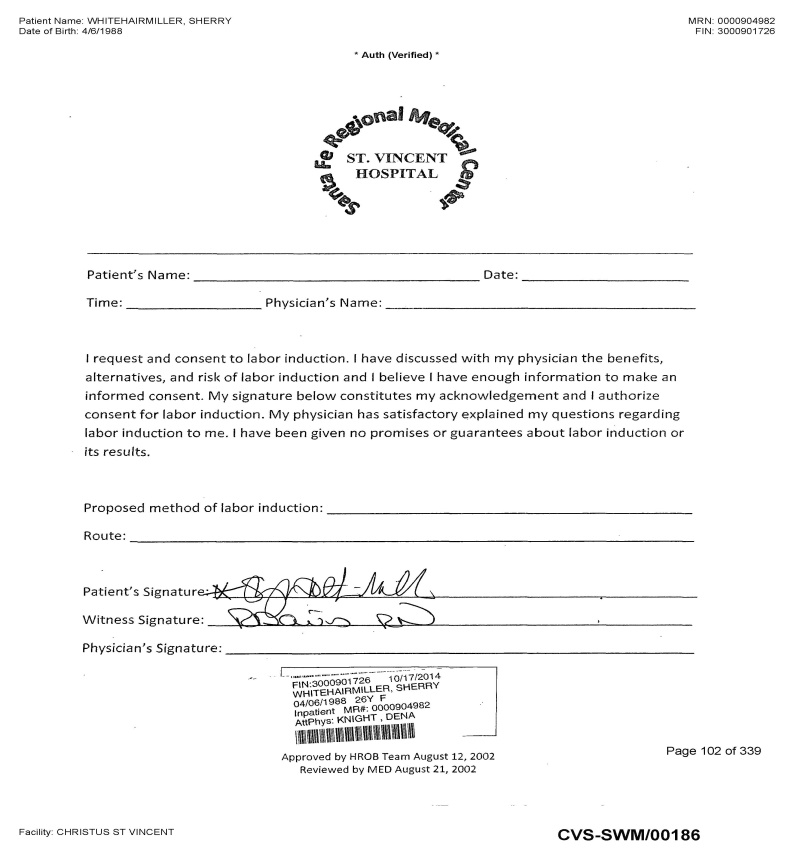 Patient Name: WHITEHAIRMILLER, SHERRY
Date of Birth: 4/6/1988
MRN: 0000904982
FIN: 3000901726
* Auth (Verified) *
Santa Fe Regional Medical Center
ST. VINCENT
HOSPITAL
Patient's Name: Date:
Time: Physician's Name:
I request and consent to labor induction. I have discussed with my physician the benefits,
alternatives, and risk of labor induction and I believe I have enough information to make an
informed consent. My signature below constitutes my acknowledgement and I authorize
consent for labor induction. My physician has satisfactory explained my questions regarding
labor induction to me. I have been given no promises or guarantees about labor induction or
its results.
Proposed method of labor induction:
Route:
Patient's Signature: x
Witness Signature: RN
Physician's Signature:
FIN:3000901726 10/17/2014
WHITEHAIRMILLER, SHERRY
04/06/1988 26Y F
Inpatient MR#: 0000904982
AttPhys: KNIGHT , DENA
Approved by HROB Team August 12, 2002
Reviewed by MED August 21, 2002
Page 102 of 339
Facility: CHRISTUS ST VINCENT
CVS-SWM/00186